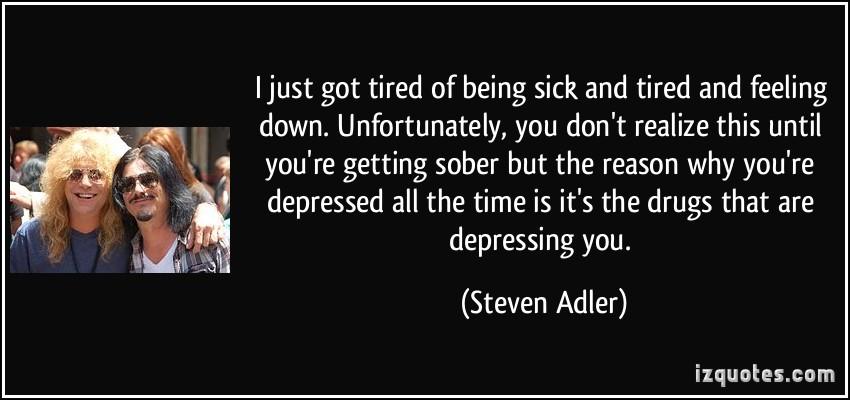 I just got tired of being sick and tired and feeling
down. Unfortunately, you don't realize this until
you're getting sober but the reason why you're
depressed all the time is it's the drugs that are
depressing you.
(Steven Adler)
izquotes.com